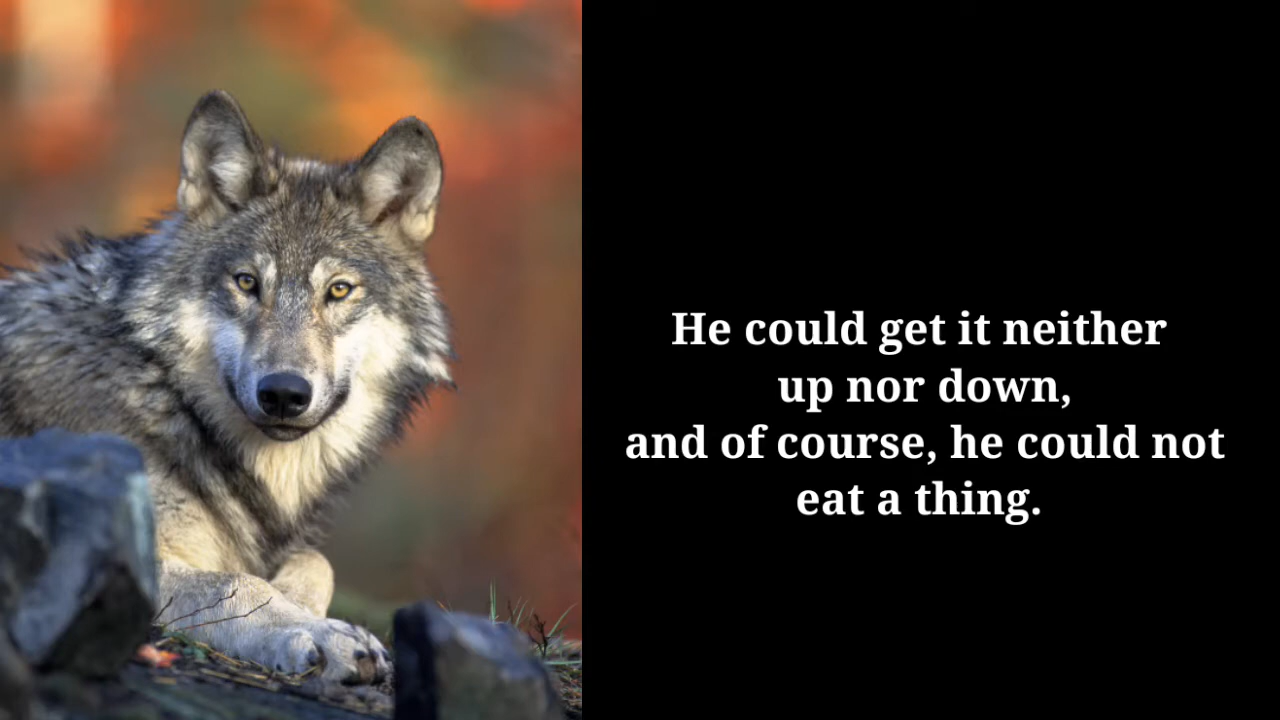 He could get it neither
up nor down,
and of course, he could not
eat a thing.